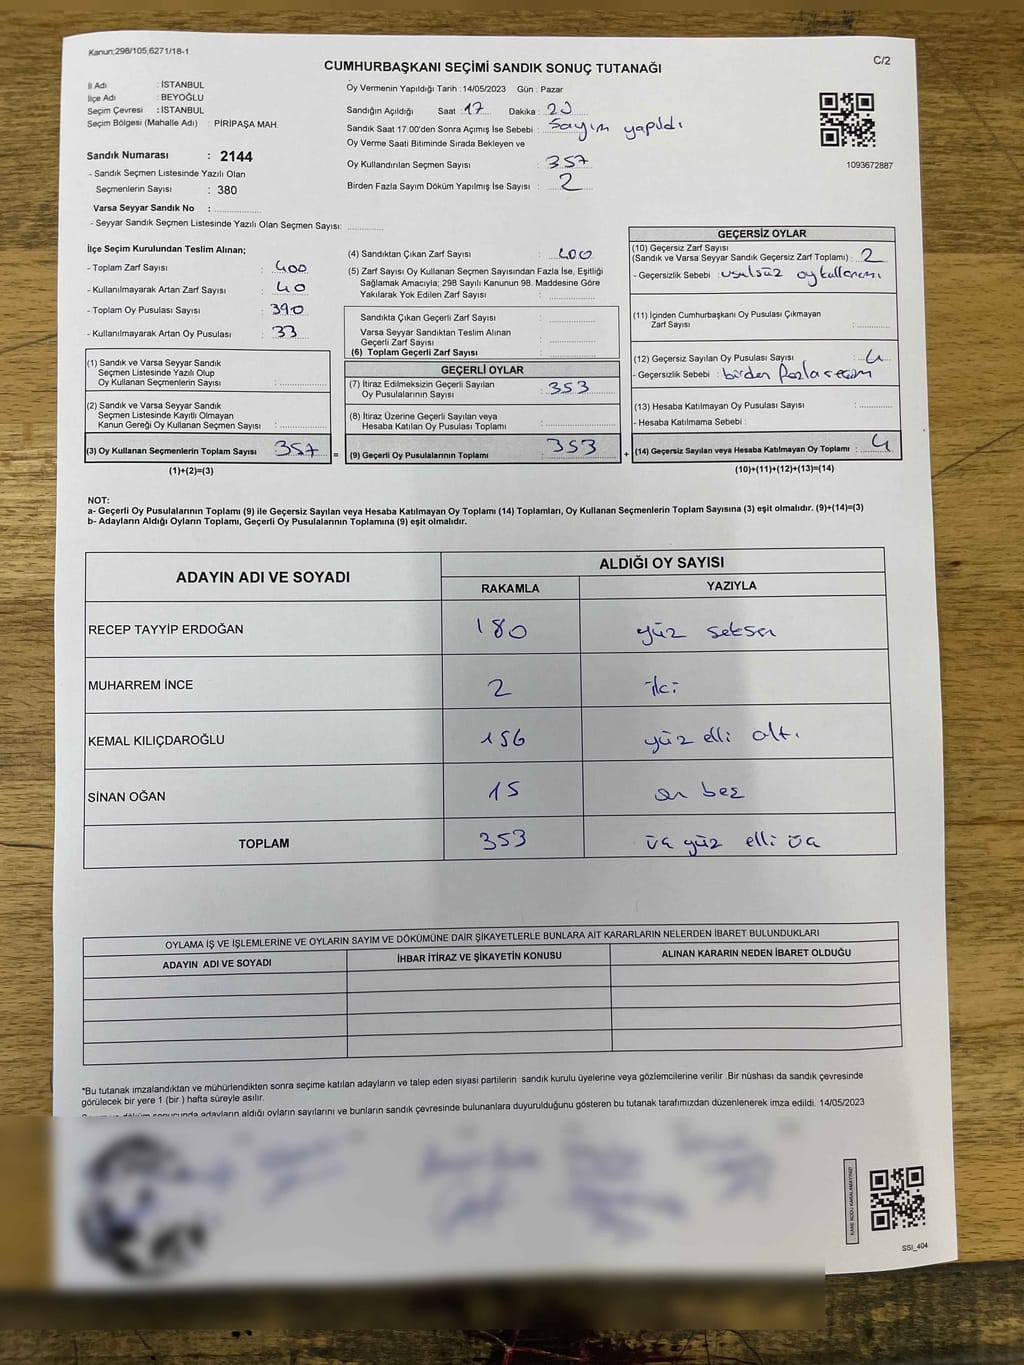 Kanun;298/105,6271/18-1
C/2
CUMHURBAŞKANI SEÇİMİ SANDIK SONUÇ TUTANAĞI
İl Adı : İSTANBUL
İlçe Adı : BEYOĞLU
Seçim Çevresi : İSTANBUL
Seçim Bölgesi (Mahalle Adı) : PİRİPAŞA MAH.
Sandık Numarası : 2144
- Sandık Seçmen Listesinde Yazılı Olan
Seçmenlerin Sayısı : 380
Varsa Seyyar Sandık No :
- Seyyar Sandık Seçmen Listesinde Yazılı Olan Seçmen Sayısı:
Oy Vermenin Yapıldığı Tarih : 14/05/2023 Gün : Pazar
Sandığın Açıldığı Saat : 17 Dakika : 20
Sandık Saat 17:00'den Sonra Açımış İse Sebebi : Sayım yapıldı
Oy Verme Saati Bitiminde Sırada Bekleyen ve
Oy Kullandırılan Seçmen Sayısı : 357
Birden Fazla Sayım Döküm Yapılmış İse Sayısı : 2
1093672887
İlçe Seçim Kurulundan Teslim Alınan;
- Toplam Zarf Sayısı : 400
- Kullanılmayarak Artan Zarf Sayısı : 40
- Toplam Oy Pusulası Sayısı : 390
- Kullanılmayarak Artan Oy Pusulası : 33
(1) Sandık ve Varsa Seyyar Sandık
Seçmen Listesinde Yazılı Olup
Oy Kullanan Seçmenlerin Sayısı :
(2) Sandık ve Varsa Seyyar Sandık
Seçmen Listesinde Kayıtlı Olmayan
Kanun Gereği Oy Kullanan Seçmen Sayısı :
(3) Oy Kullanan Seçmenlerin Toplam Sayısı : 357
(1)+(2)=(3)
=
(4) Sandıktan Çıkan Zarf Sayısı : 400
(5) Zarf Sayısı Oy Kullanan Seçmen Sayısından Fazla İse, Eşitliği
Sağlamak Amacıyla; 298 Sayılı Kanunun 98. Maddesine Göre
Yakılarak Yok Edilen Zarf Sayısı :
Sandıkta Çıkan Geçerli Zarf Sayısı :
Varsa Seyyar Sandıktan Teslim Alınan
Geçerli Zarf Sayısı :
(6) Toplam Geçerli Zarf Sayısı :
GEÇERLİ OYLAR
(7) İtiraz Edilmeksizin Geçerli Sayılan
Oy Pusulalarının Sayısı : 353
(8) İtiraz Üzerine Geçerli Sayılan veya
Hesaba Katılan Oy Pusulası Toplamı :
(9) Geçerli Oy Pusulalarının Toplamı : 353
+
GEÇERSİZ OYLAR
(10) Geçersiz Zarf Sayısı
(Sandık ve Varsa Seyyar Sandık Geçersiz Zarf Toplamı) : 2
- Geçersizlik Sebebi : usulsüz oy kullanımı
(11) İçinden Cumhurbaşkanı Oy Pusulası Çıkmayan
Zarf Sayısı :
(12) Geçersiz Sayılan Oy Pusulası Sayısı : 4
- Geçersizlik Sebebi : birden fazla seçim
(13) Hesaba Katılmayan Oy Pusulası Sayısı :
- Hesaba Katılmama Sebebi :
(14) Geçersiz Sayılan veya Hesaba Katılmayan Oy Toplamı : 4
(10)+(11)+(12)+(13)=(14)
NOT:
a- Geçerli Oy Pusulalarının Toplamı (9) ile Geçersiz Sayılan veya Hesaba Katılmayan Oy Toplamı (14) Toplamları, Oy Kullanan Seçmenlerin Toplam Sayısına (3) eşit olmalıdır. (9)+(14)=(3)
b- Adayların Aldığı Oyların Toplamı, Geçerli Oy Pusulalarının Toplamına (9) eşit olmalıdır.
ADAYIN ADI VE SOYADI ALDIĞI OY SAYISI
RAKAMLA YAZIYLA
RECEP TAYYİP ERDOĞAN 180 yüz seksen
MUHARREM İNCE 2 iki
KEMAL KILIÇDAROĞLU 156 yüz elli altı
SİNAN OĞAN 15 on beş
TOPLAM 353 üç yüz elli üç
OYLAMA İŞ VE İŞLEMLERİNE VE OYLARIN SAYIM VE DÖKÜMÜNE DAİR ŞİKAYETLERLE BUNLARA AİT KARARLARIN NELERDEN İBARET BULUNDUKLARI
ADAYIN ADI VE SOYADI İHBAR İTİRAZ VE ŞİKAYETİN KONUSU ALINAN KARARIN NEDEN İBARET OLDUĞU
*Bu tutanak imzalandıktan ve mühürlendikten sonra seçime katılan adayların ve talep eden siyasi partilerin sandık kurulu üyelerine veya gözlemcilerine verilir .Bir nüshası da sandık çevresinde
görülecek bir yere 1 (bir ) hafta süreyle asılır.
sonucunda adayların aldığı oyların sayılarını ve bunların sandık çevresinde bulunanlara duyurulduğunu gösteren bu tutanak tarafımızdan düzenlenerek imza edildi. 14/05/2023
SSI_404